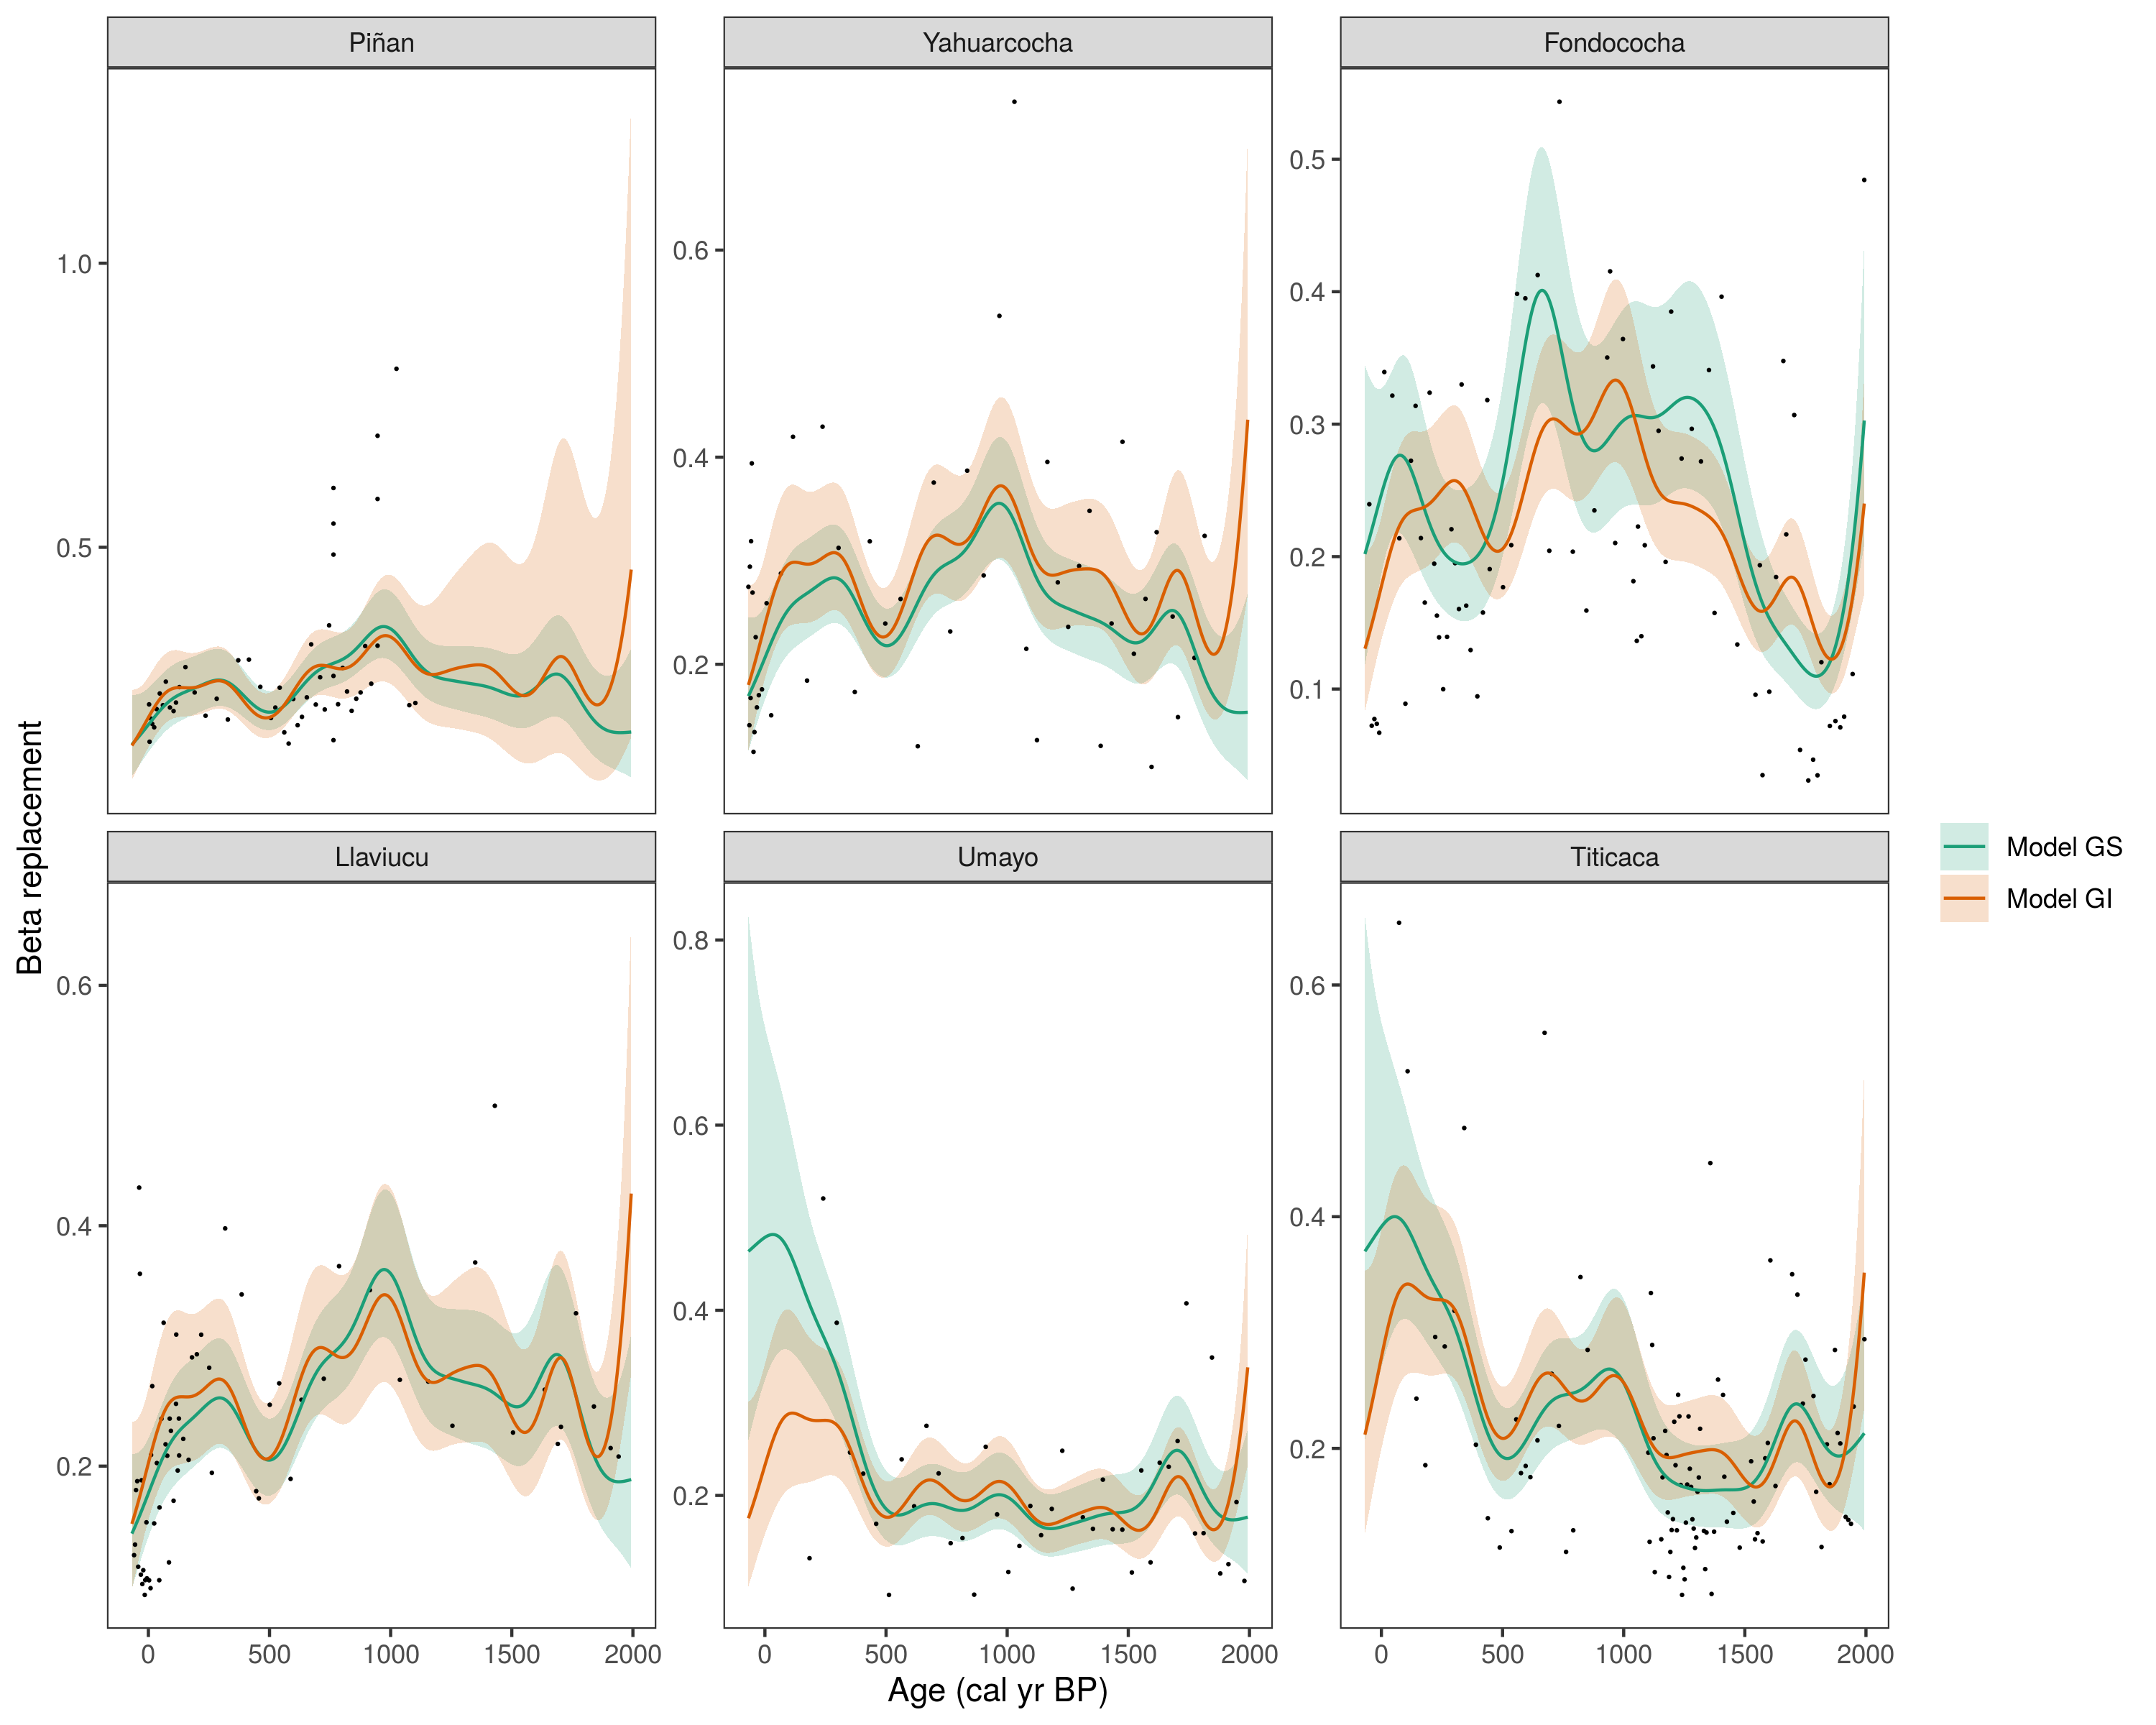 Piñan
Yahuarcocha
Fondococha
1.0
0.5
0.6
0.4
0.2
0.5
0.4
0.3
0.2
0.1
Beta replacement
Llaviucu
Umayo
Titicaca
0.6
0.4
0.2
0.8
0.6
0.4
0.2
0.6
0.4
0.2
0 500 1000 1500 2000
0 500 1000 1500 2000
0 500 1000 1500 2000
Age (cal yr BP)
Model GS
Model GI